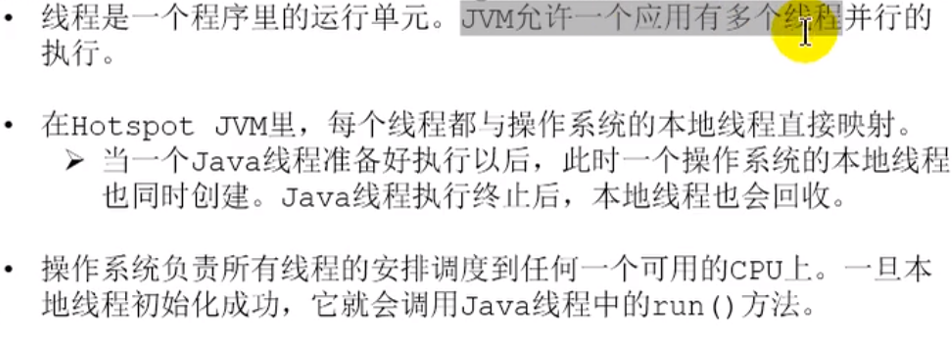 • 线程是一个程序里的运行单元。JVM允许一个应用有多个线程并行的
执行。
• 在Hotspot JVM里，每个线程都与操作系统的本地线程直接映射。
➢ 当一个Java线程准备好执行以后，此时一个操作系统的本地线程
也同时创建。Java线程执行终止后，本地线程也会回收。
• 操作系统负责所有线程的安排调度到任何一个可用的CPU上。一旦本
地线程初始化成功，它就会调用Java线程中的run()方法。